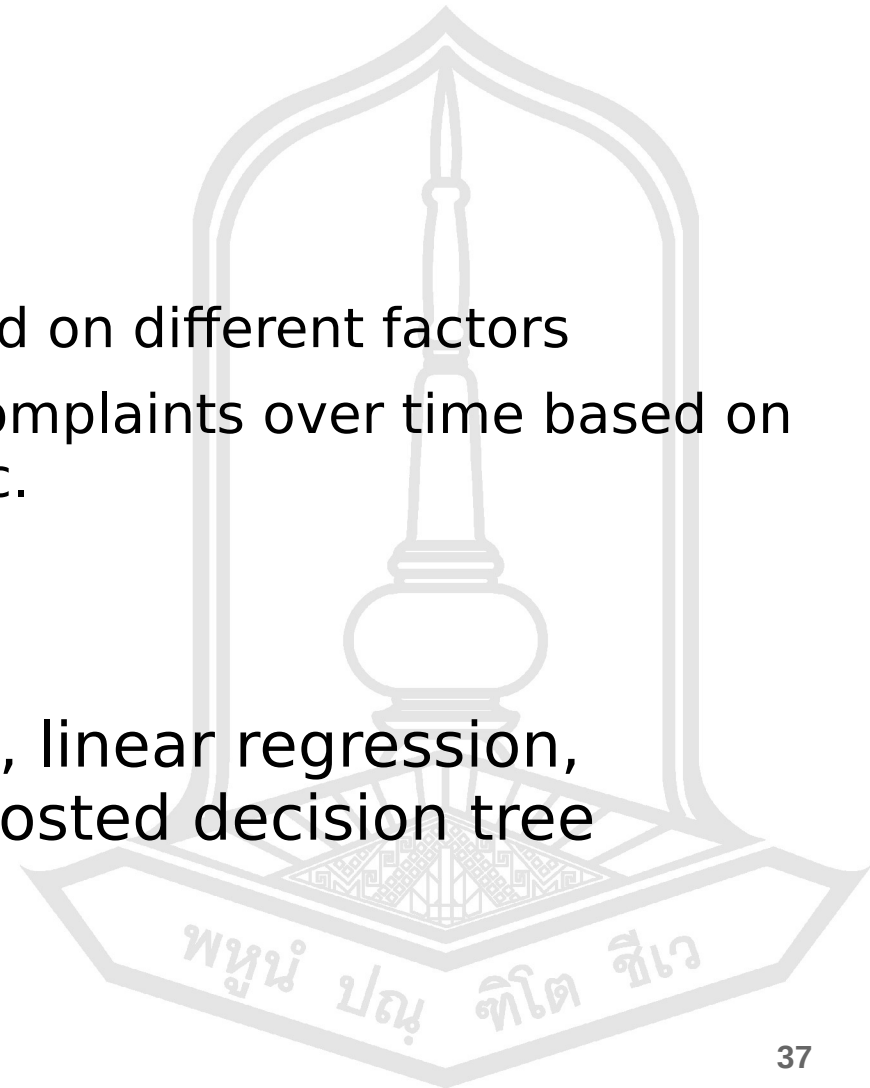 d on different factors
omplaints over time based on
c.
, linear regression,
osted decision tree
พหูนํ ปณฺ ฑิโต ชีเว
37